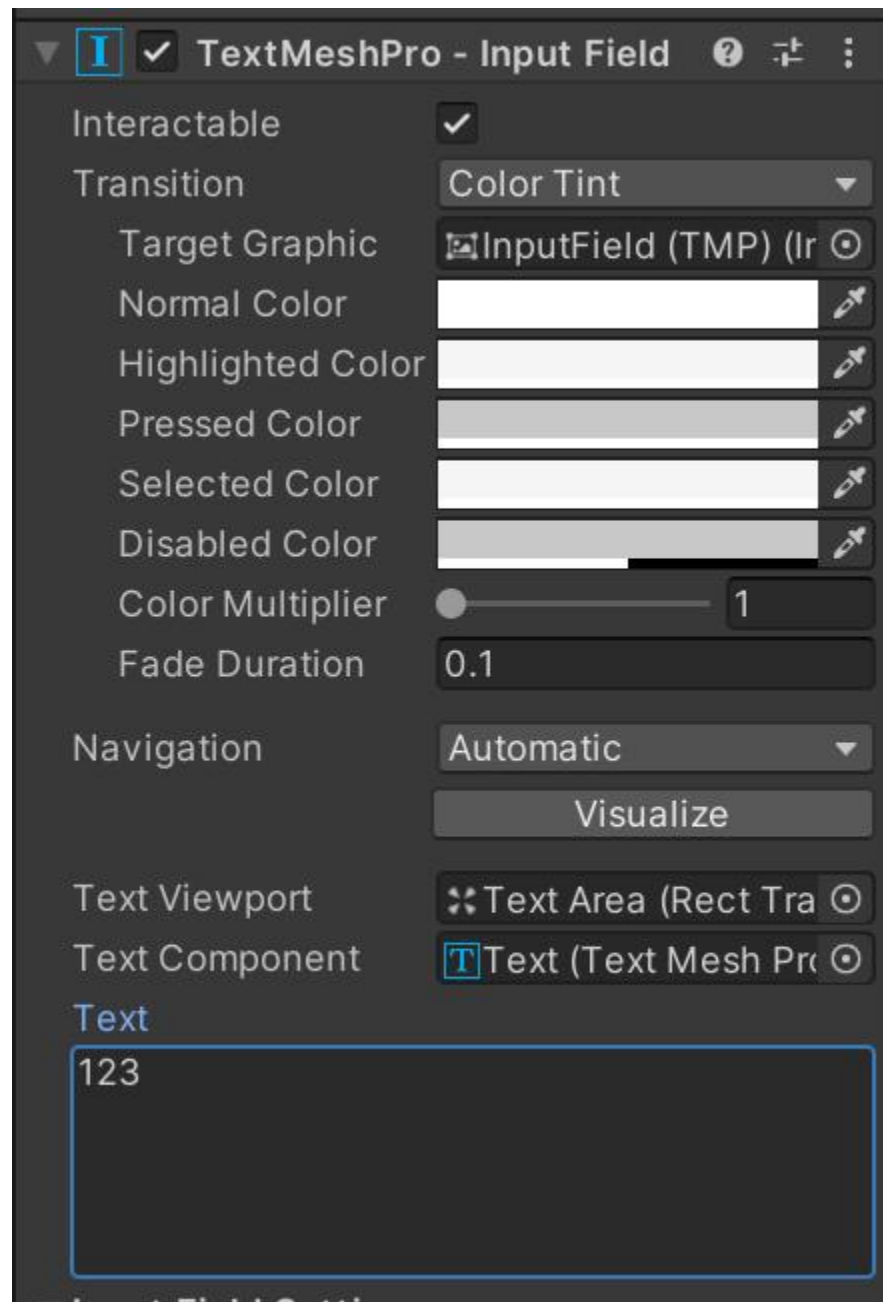 TextMeshPro - Input Field
Interactable
Transition Color Tint
Target Graphic InputField (TMP) (Ir
Normal Color
Highlighted Color
Pressed Color
Selected Color
Disabled Color
Color Multiplier 1
Fade Duration 0.1
Navigation Automatic
Visualize
Text Viewport Text Area (Rect Tra
Text Component Text (Text Mesh Pro
Text
123